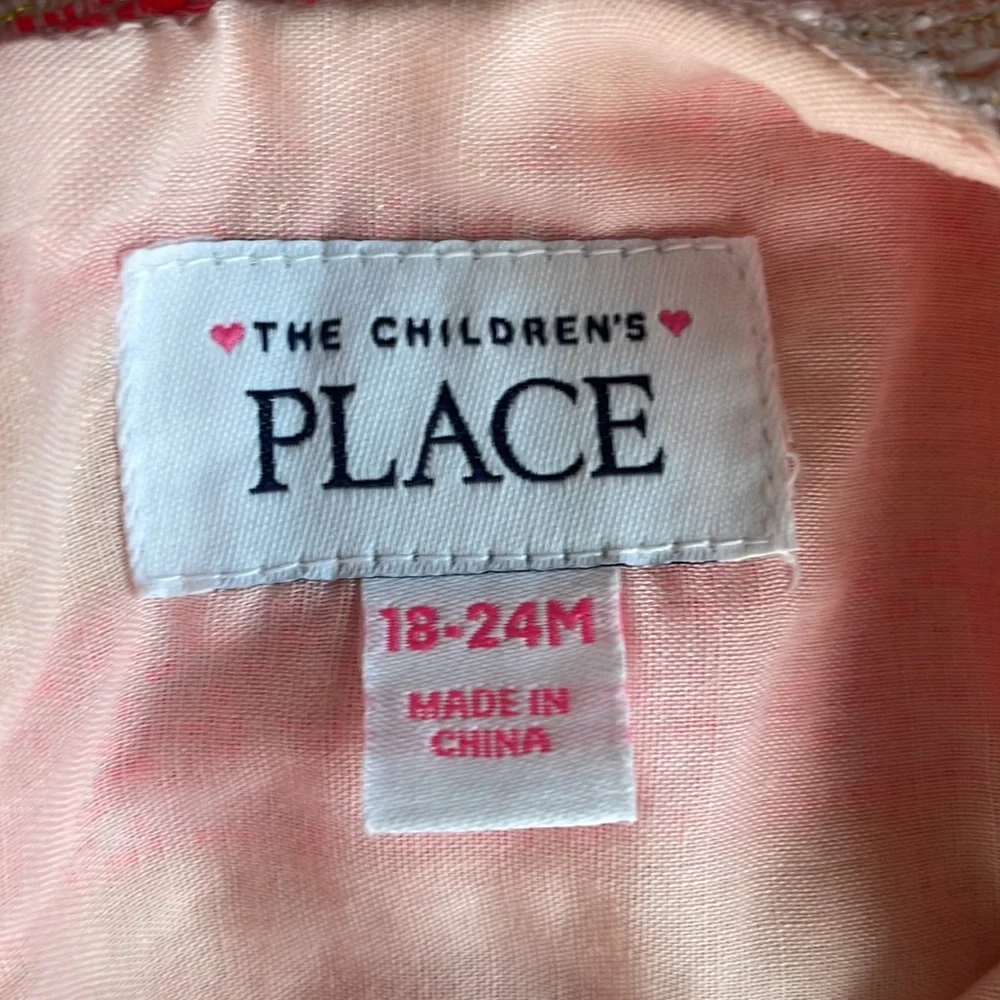 THE CHILDREN'S
PLACE
18-24M
MADE IN
CHINA